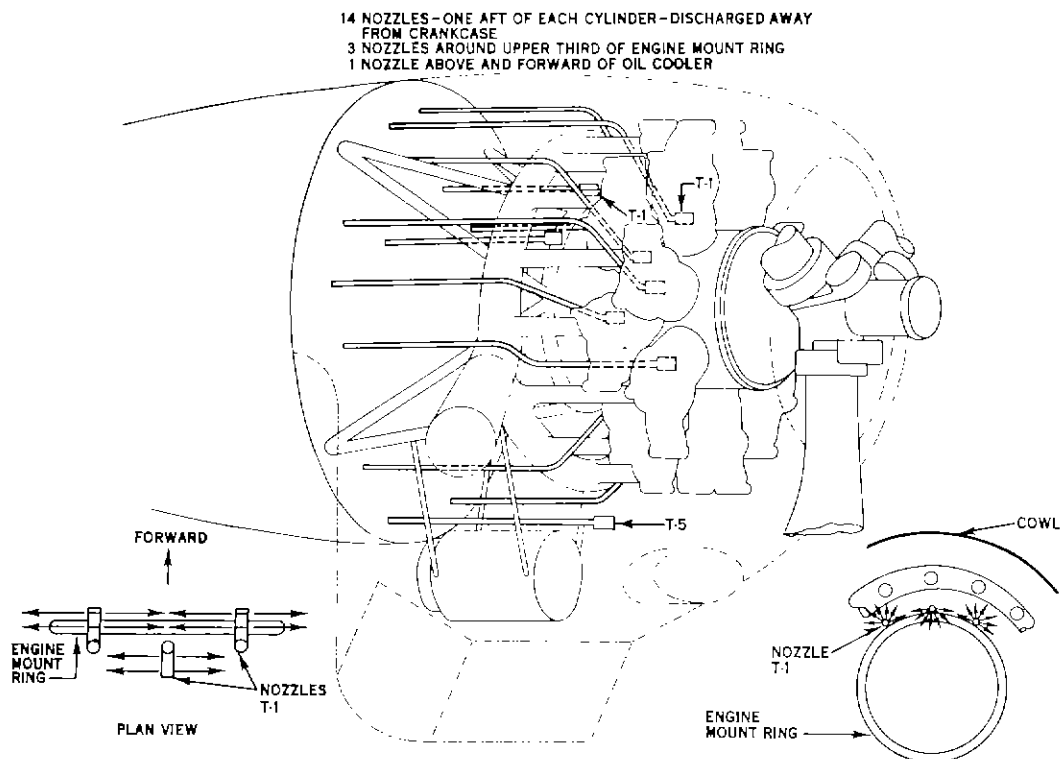 14 NOZZLES-ONE AFT OF EACH CYLINDER-DISCHARGED AWAY
FROM CRANKCASE
3 NOZZLES AROUND UPPER THIRD OF ENGINE MOUNT RING
1 NOZZLE ABOVE AND FORWARD OF OIL COOLER
T-1
T-1
T-5
FORWARD
ENGINE
MOUNT
RING
NOZZLES
T-1
PLAN VIEW
COWL
NOZZLE
T-1
ENGINE
MOUNT RING